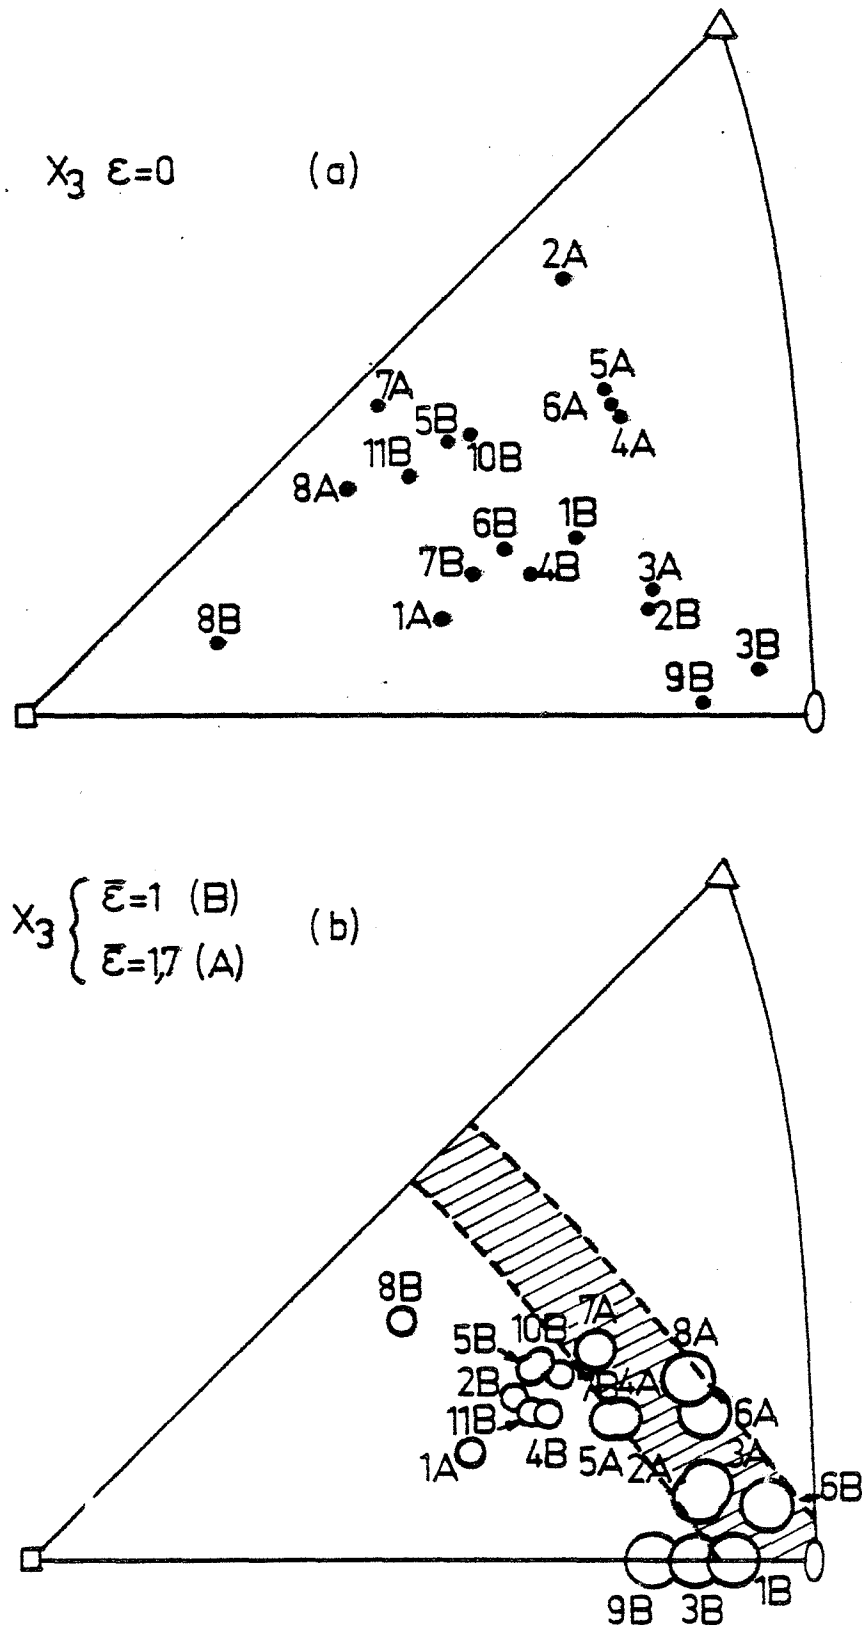 X₃ ε=0 (a)
2A
5A
7A
6A
5B
4A
11B
10B
8A
6B
1B
7B
4B
3A
1A
2B
8B
3B
9B
X₃ { ε̄=1 (B)
ε̄=1,7 (A)
(b)
8B
7A
10B
5B
8A
2B
7B
4A
11B
6A
4B
1A
5A
2A
3A
6B
1B
9B
3B